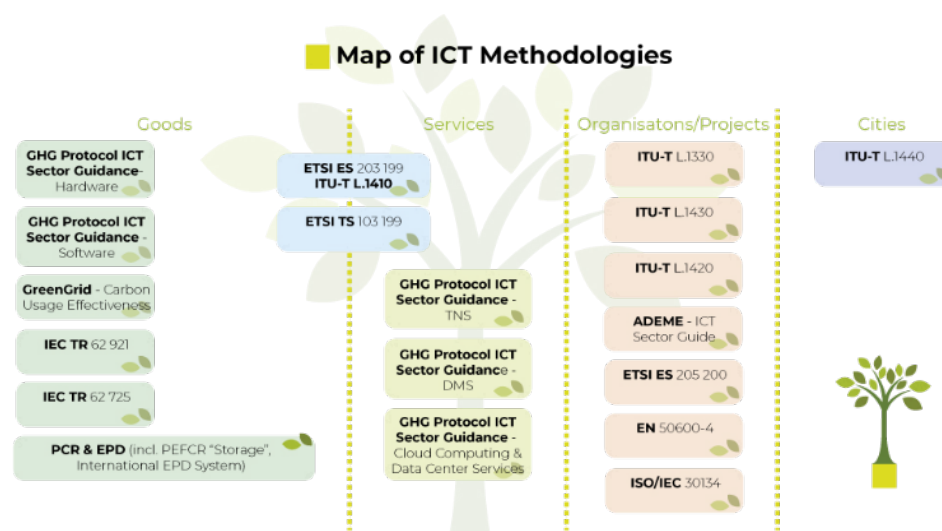 Map of ICT Methodologies
Goods
GHG Protocol ICT
Sector Guidance-
Hardware
GHG Protocol ICT
Sector Guidance -
Software
GreenGrid - Carbon
Usage Effectiveness
IEC TR 62 921
IEC TR 62 725
PCR & EPD (incl. PEFCR "Storage",
International EPD System)
ETSI ES 203 199
ITU-T L.1410
ETSI TS 103 199
Services
GHG Protocol ICT
Sector Guidance -
TNS
GHG Protocol ICT
Sector Guidance -
DMS
GHG Protocol ICT
Sector Guidance -
Cloud Computing &
Data Center Services
Organisatons/Projects
ITU-T L.1330
ITU-T L.1430
ITU-T L.1420
ADEME - ICT
Sector Guide
ETSI ES 205 200
EN 50600-4
ISO/IEC 30134
Cities
ITU-T L.1440